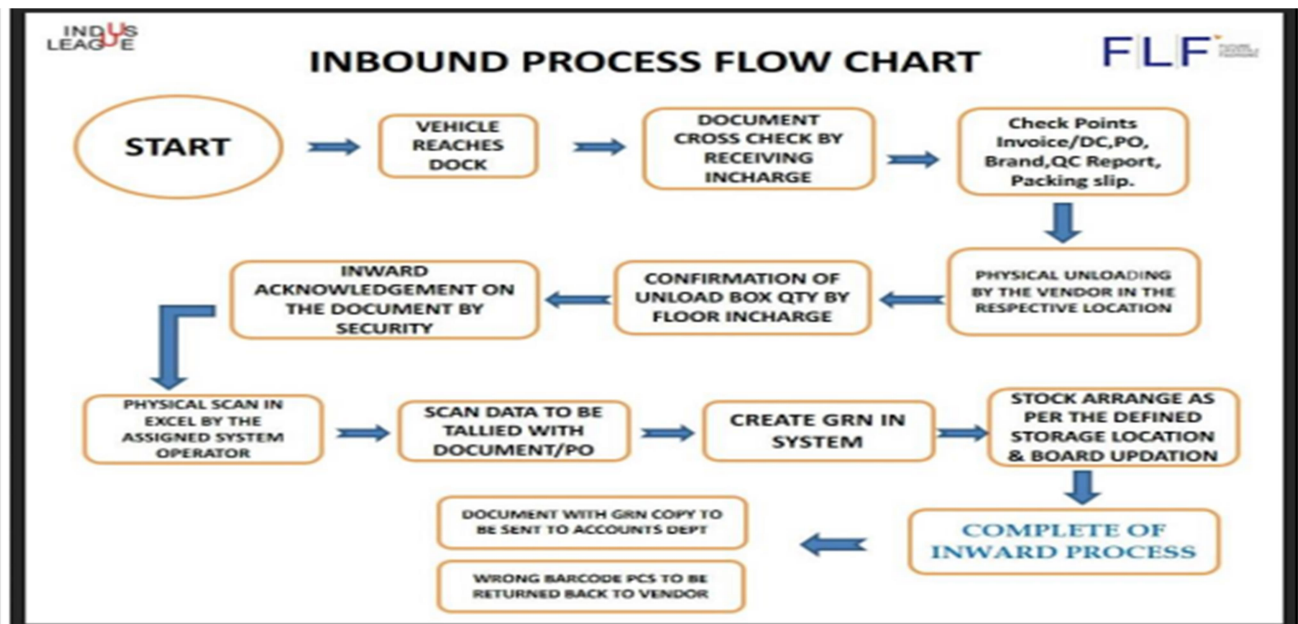 INDUS
LEAGUE
INBOUND PROCESS FLOW CHART
FLF
START
VEHICLE
REACHES
DOCK
DOCUMENT
CROSS CHECK BY
RECEIVING
INCHARGE
Check Points
Invoice/DC,PO,
Brand,QC Report,
Packing slip.
PHYSICAL UNLOADING
BY THE VENDOR IN THE
RESPECTIVE LOCATION
CONFIRMATION OF
UNLOAD BOX QTY BY
FLOOR INCHARGE
INWARD
ACKNOWLEDGEMENT ON
THE DOCUMENT BY
SECURITY
PHYSICAL SCAN IN
EXCEL BY THE
ASSIGNED SYSTEM
OPERATOR
SCAN DATA TO BE
TALLIED WITH
DOCUMENT/PO
CREATE GRN IN
SYSTEM
STOCK ARRANGE AS
PER THE DEFINED
STORAGE LOCATION
& BOARD UPDATION
COMPLETE OF
INWARD PROCESS
DOCUMENT WITH GRN COPY TO
BE SENT TO ACCOUNTS DEPT
WRONG BARCODE PCS TO BE
RETURNED BACK TO VENDOR